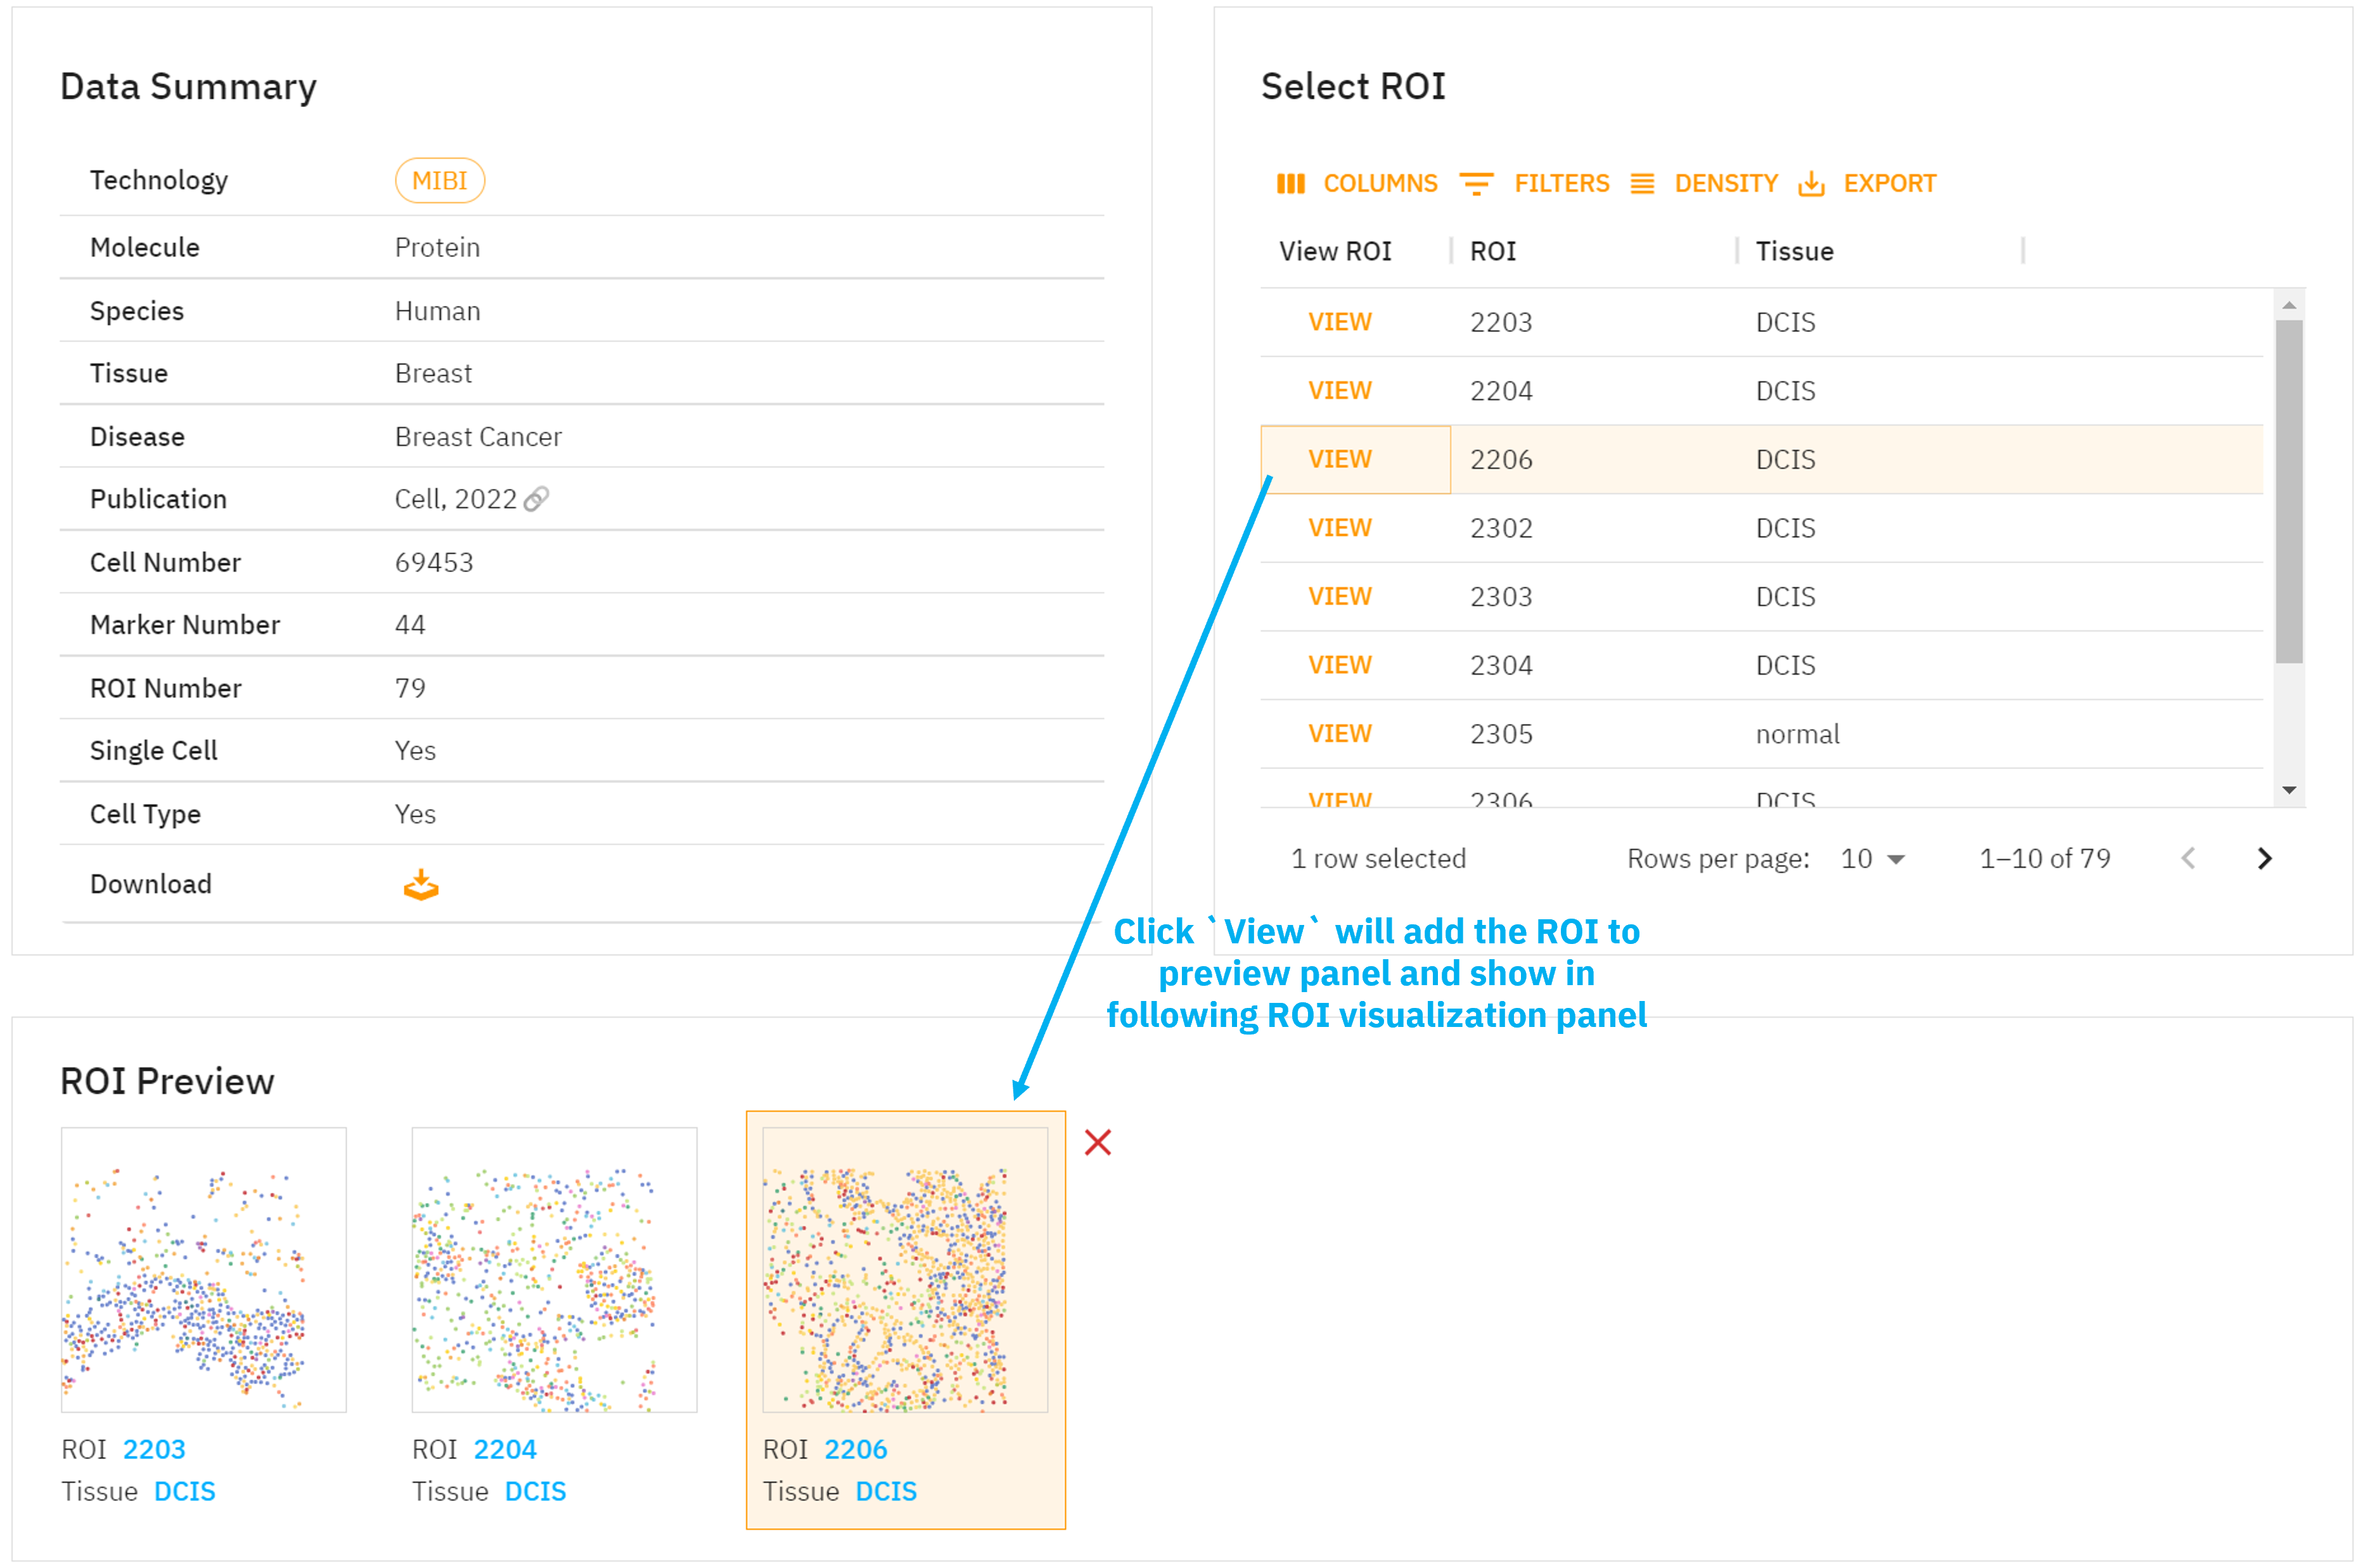 Data Summary
Technology MIBI
Molecule Protein
Species Human
Tissue Breast
Disease Breast Cancer
Publication Cell, 2022
Cell Number 69453
Marker Number 44
ROI Number 79
Single Cell Yes
Cell Type Yes
Download
Select ROI
COLUMNS FILTERS DENSITY EXPORT
View ROI ROI Tissue
VIEW 2203 DCIS
VIEW 2204 DCIS
VIEW 2206 DCIS
VIEW 2302 DCIS
VIEW 2303 DCIS
VIEW 2304 DCIS
VIEW 2305 normal
VIEW 2306 DCIS
1 row selected Rows per page: 10 1–10 of 79
Click `View` will add the ROI to
preview panel and show in
following ROI visualization panel
ROI Preview
ROI 2203
Tissue DCIS
ROI 2204
Tissue DCIS
ROI 2206
Tissue DCIS